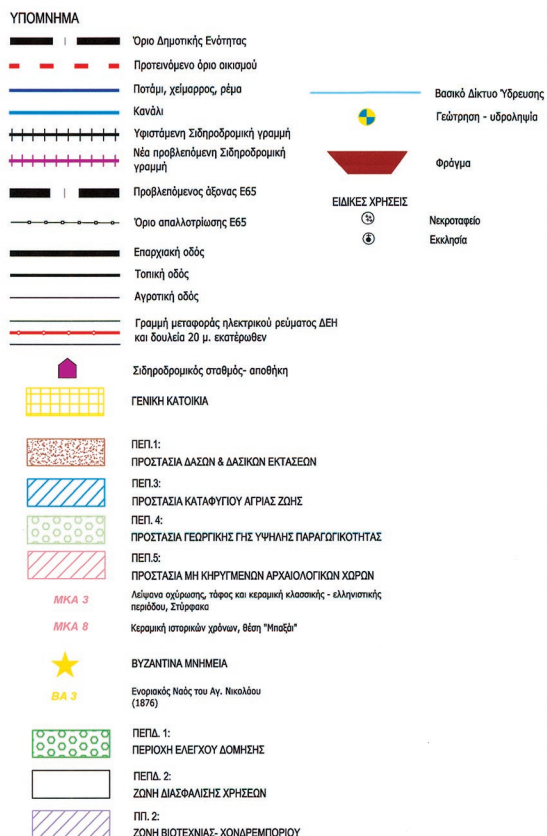 ΥΠΟΜΝΗΜΑ
Όριο Δημοτικής Ενότητας
Προτεινόμενο όριο οικισμού
Ποτάμι, χείμαρρος, ρέμα
Κανάλι
Υφιστάμενη Σιδηροδρομική γραμμή
Νέα προβλεπόμενη Σιδηροδρομική
γραμμή
Προβλεπόμενος άξονας Ε65
Όριο απαλλοτρίωσης Ε65
Επαρχιακή οδός
Τοπική οδός
Αγροτική οδός
Γραμμή μεταφοράς ηλεκτρικού ρεύματος ΔΕΗ
και δουλεία 20 μ. εκατέρωθεν
Σιδηροδρομικός σταθμός- αποθήκη
ΓΕΝΙΚΗ ΚΑΤΟΙΚΙΑ
ΠΕΠ.1:
ΠΡΟΣΤΑΣΙΑ ΔΑΣΩΝ & ΔΑΣΙΚΩΝ ΕΚΤΑΣΕΩΝ
ΠΕΠ.3:
ΠΡΟΣΤΑΣΙΑ ΚΑΤΑΦΥΓΙΟΥ ΑΓΡΙΑΣ ΖΩΗΣ
ΠΕΠ. 4:
ΠΡΟΣΤΑΣΙΑ ΓΕΩΡΓΙΚΗΣ ΓΗΣ ΥΨΗΛΗΣ ΠΑΡΑΓΩΓΙΚΟΤΗΤΑΣ
ΠΕΠ.5:
ΠΡΟΣΤΑΣΙΑ ΜΗ ΚΗΡΥΓΜΕΝΩΝ ΑΡΧΑΙΟΛΟΓΙΚΩΝ ΧΩΡΩΝ
ΜΚΑ 3 Λείψανα οχύρωσης, τάφος και κεραμική κλασσικής - ελληνιστικής
περιόδου, Στύρφακα
ΜΚΑ 8 Κεραμική ιστορικών χρόνων, θέση "Μπαξάι"
ΒΥΖΑΝΤΙΝΑ ΜΝΗΜΕΙΑ
ΒΑ 3 Ενοριακός Ναός του Αγ. Νικολάου
(1876)
ΠΕΠΔ. 1:
ΠΕΡΙΟΧΗ ΕΛΕΓΧΟΥ ΔΟΜΗΣΗΣ
ΠΕΠΔ. 2:
ΖΩΝΗ ΔΙΑΣΦΑΛΙΣΗΣ ΧΡΗΣΕΩΝ
ΠΠ. 2:
ΖΩΝΗ ΒΙΟΤΕΧΝΙΑΣ- ΧΟΝΔΡΕΜΠΟΡΙΟΥ
Βασικό Δίκτυο Ύδρευσης
Γεώτρηση - υδροληψία
Φράγμα
ΕΙΔΙΚΕΣ ΧΡΗΣΕΙΣ
Νεκροταφείο
Εκκλησία